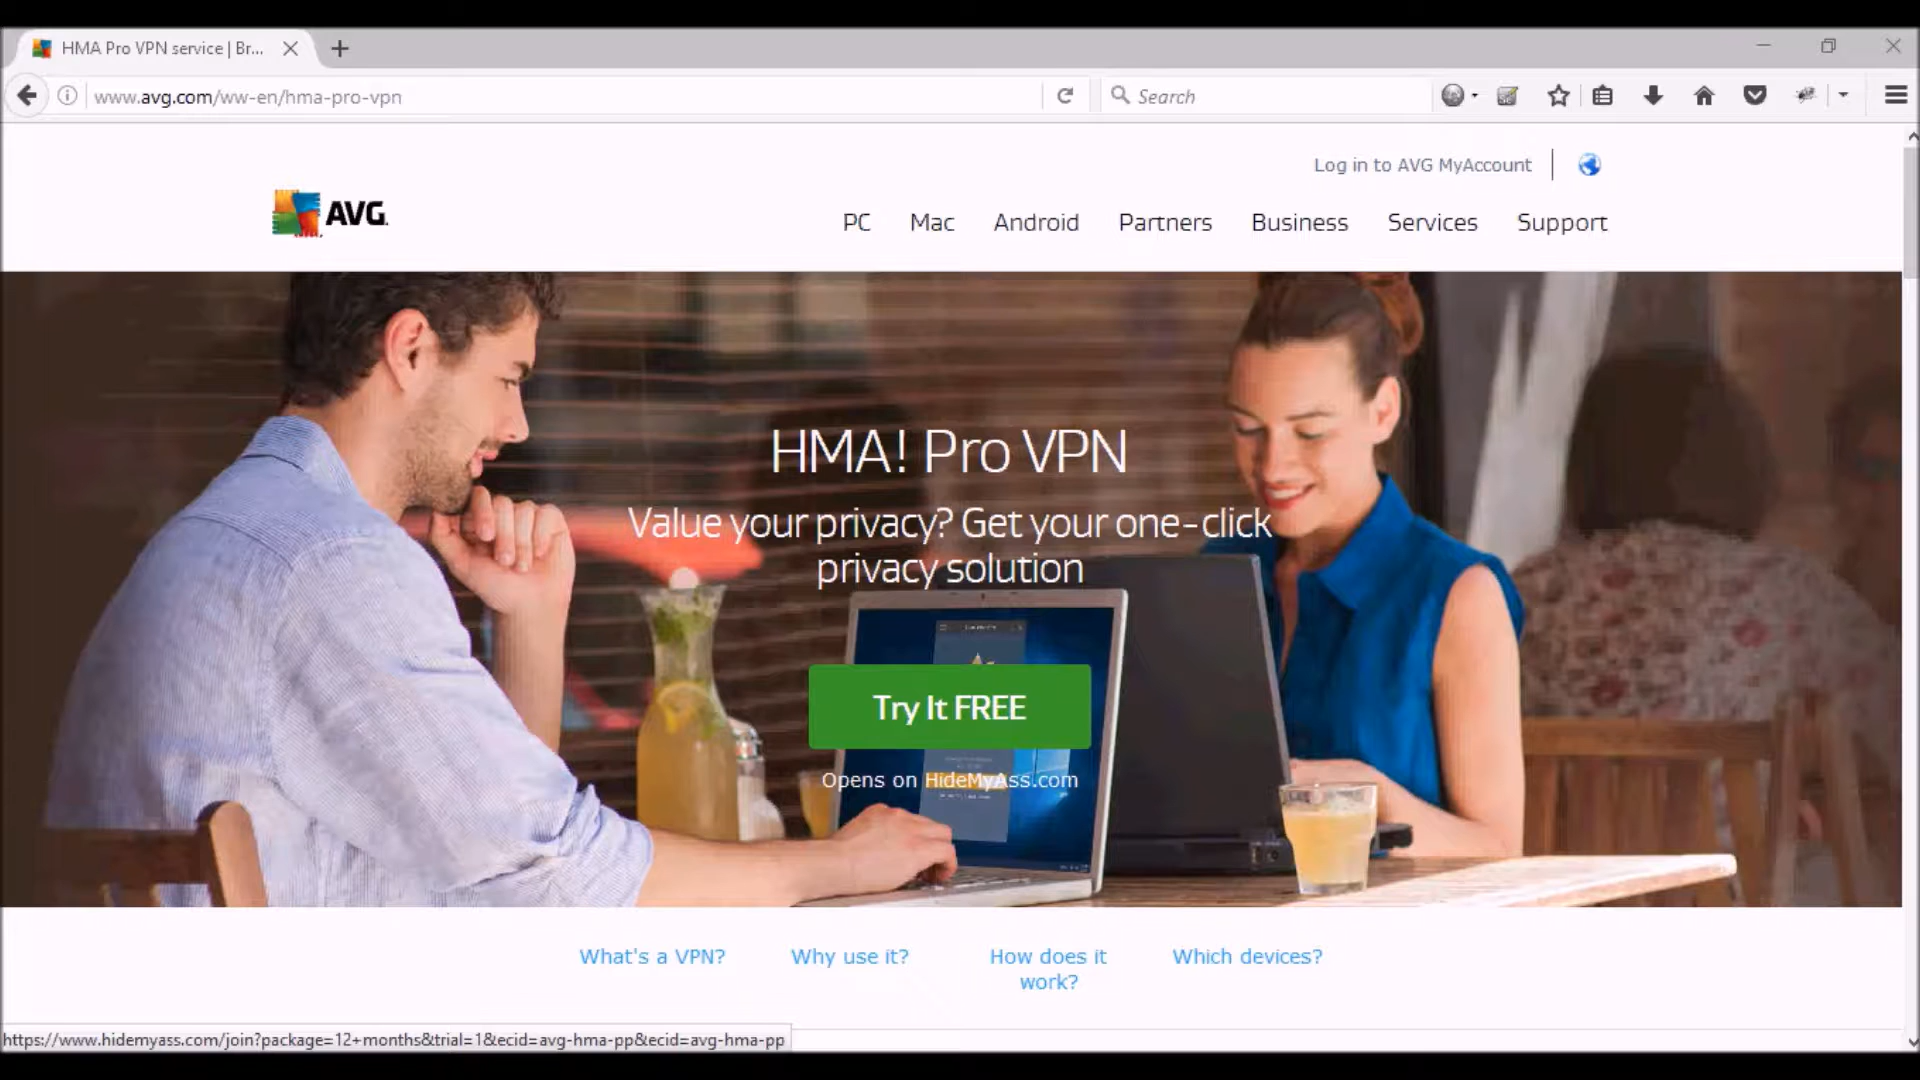 HMA Pro VPN service | Br...
www.avg.com/ww-en/hma-pro-vpn
Search
Log in to AVG MyAccount
AVG.
PC Mac Android Partners Business Services Support
HMA! Pro VPN
Value your privacy? Get your one-click
privacy solution
Try It FREE
Opens on HideMyAss.com
What's a VPN? Why use it? How does it Which devices?
work?
https://www.hidemyass.com/join?package=12+months&trial=1&ecid=avg-hma-pp&ecid=avg-hma-pp